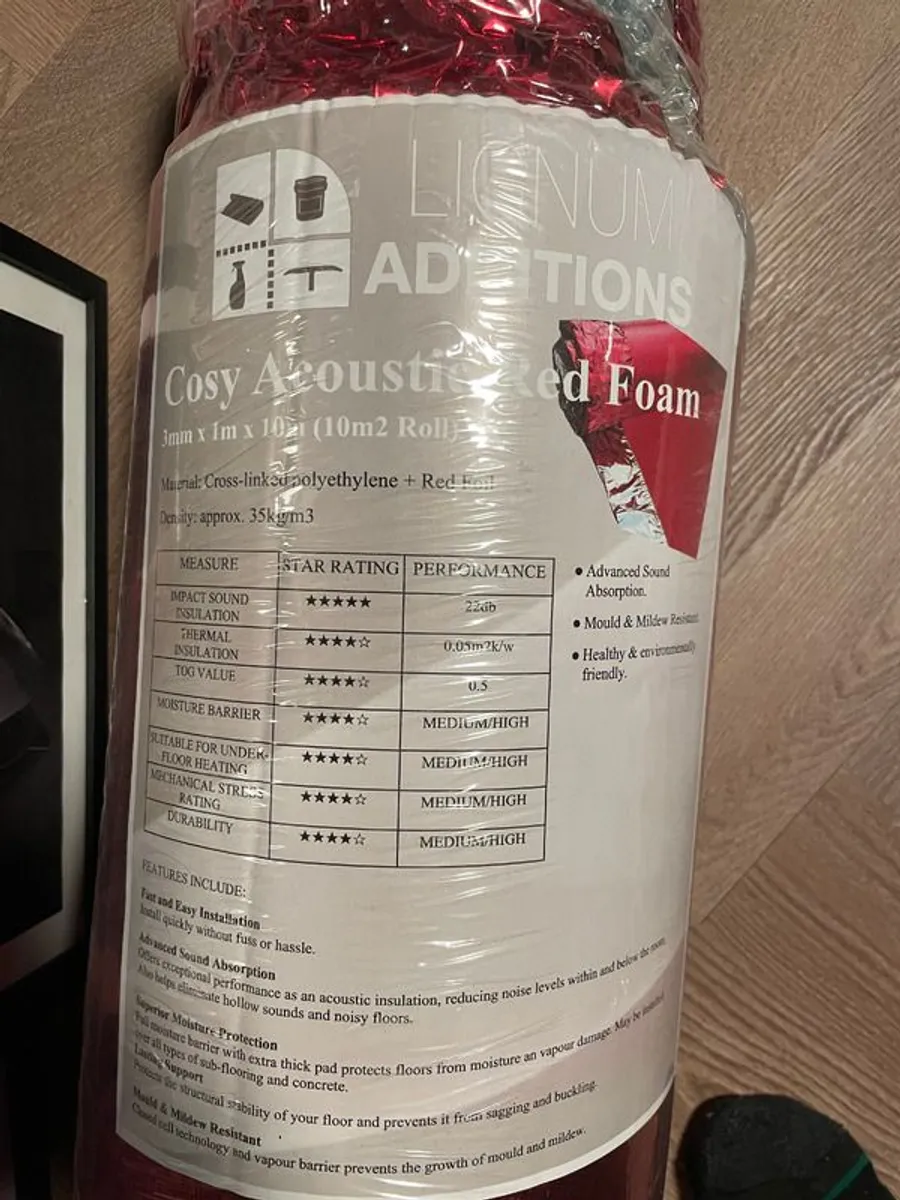 LIGNUM
ADDITIONS
Cosy Acoustic Red Foam
3mm x 1m x 10m (10m2 Roll)
Material: Cross-linked polyethylene + Red Foil
Density: approx. 35kg/m3
MEASURE STAR RATING PERFORMANCE
IMPACT SOUND
INSULATION ★★★★★ 22db
THERMAL
INSULATION ★★★★☆ 0.05m2k/w
TOG VALUE ★★★★☆ 0.5
MOISTURE BARRIER ★★★★☆ MEDIUM/HIGH
SUITABLE FOR UNDER-
FLOOR HEATING ★★★★☆ MEDIUM/HIGH
MECHANICAL STRESS
RATING ★★★★☆ MEDIUM/HIGH
DURABILITY ★★★★☆ MEDIUM/HIGH
● Advanced Sound
Absorption.
● Mould & Mildew Resistant.
● Healthy & environmentally
friendly.
FEATURES INCLUDE:
Fast and Easy Installation
Install quickly without fuss or hassle.
Advanced Sound Absorption
Offers exceptional performance as an acoustic insulation, reducing noise levels within and below the room.
Also helps eliminate hollow sounds and noisy floors.
Superior Moisture Protection
Full moisture barrier with extra thick pad protects floors from moisture an vapour damage. May be installed
over all types of sub-flooring and concrete.
Lasting Support
Protects the structural stability of your floor and prevents it from sagging and buckling.
Mould & Mildew Resistant
Closed cell technology and vapour barrier prevents the growth of mould and mildew.